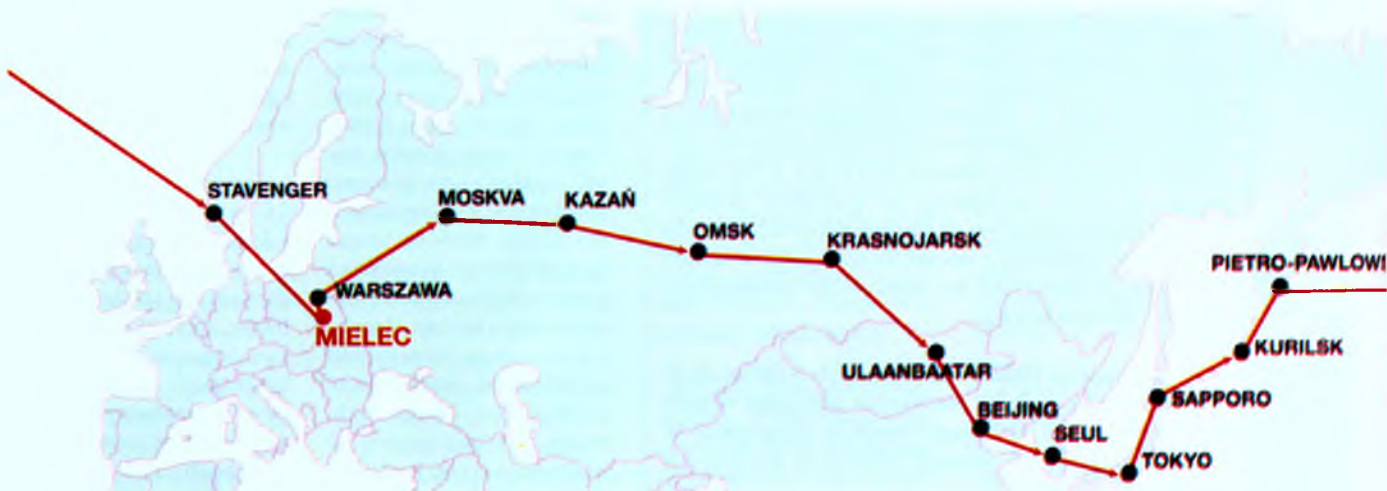 STAVENGER
MOSKVA
KAZAŃ
OMSK
KRASNOJARSK
PIETRO-PAWLOWI
WARSZAWA
MIELEC
KURILSK
ULAANBAATAR
SAPPORO
BEIJING
SEUL
TOKYO